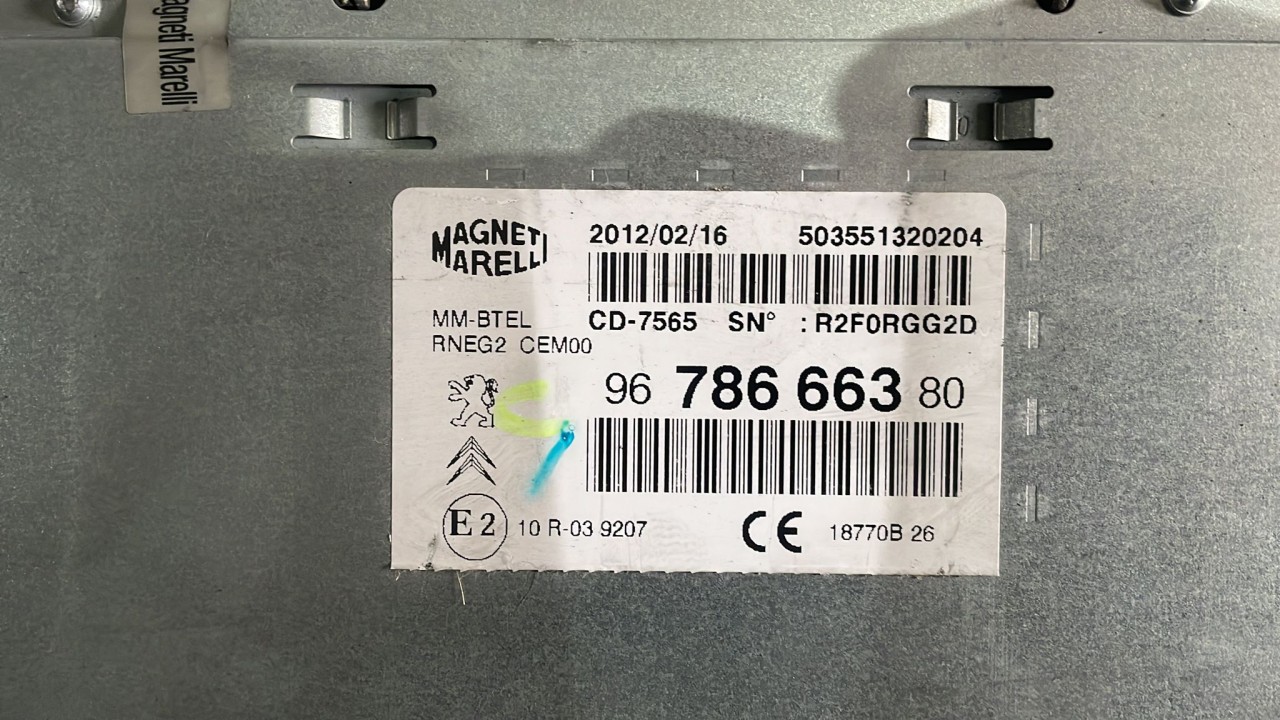 agneti Marelli
MAGNETI
MARELLI
2012/02/16 503551320204
MM-BTEL
RNEG2 CEM00
CD-7565 SN° : R2F0RGG2D
96 786 663 80
E2 10 R-03 9207
CE 18770B 26